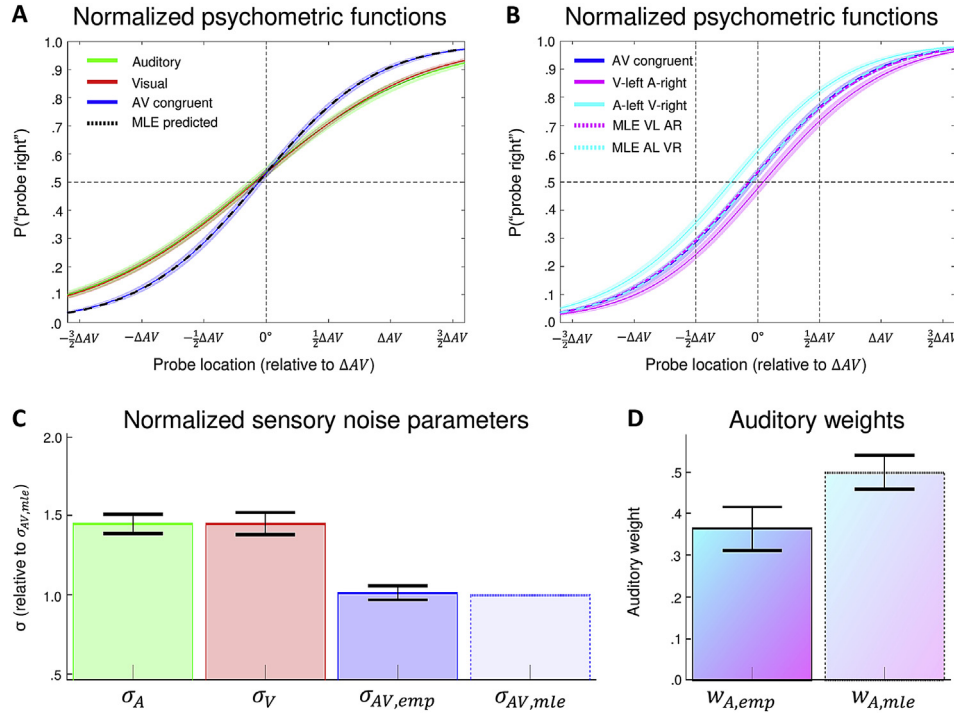 A
Normalized psychometric functions
1.0
.9
.8
.7
.6
.5
.4
.3
.2
.1
.0
P("probe right")
Auditory
Visual
AV congruent
MLE predicted
−3/2ΔAV −ΔAV −1/2ΔAV 0° 1/2ΔAV ΔAV 3/2ΔAV
Probe location (relative to ΔAV)
B
Normalized psychometric functions
1.0
.9
.8
.7
.6
.5
.4
.3
.2
.1
.0
P("probe right")
AV congruent
V-left A-right
A-left V-right
MLE VL AR
MLE AL VR
−3/2ΔAV −ΔAV −1/2ΔAV 0° 1/2ΔAV ΔAV 3/2ΔAV
Probe location (relative to ΔAV)
C
Normalized sensory noise parameters
2.0
1.5
1.0
.5
σ (relative to σAV,mle)
σA σV σAV,emp σAV,mle
D
Auditory weights
.5
.4
.3
.2
.1
.0
Auditory weight
wA,emp wA,mle